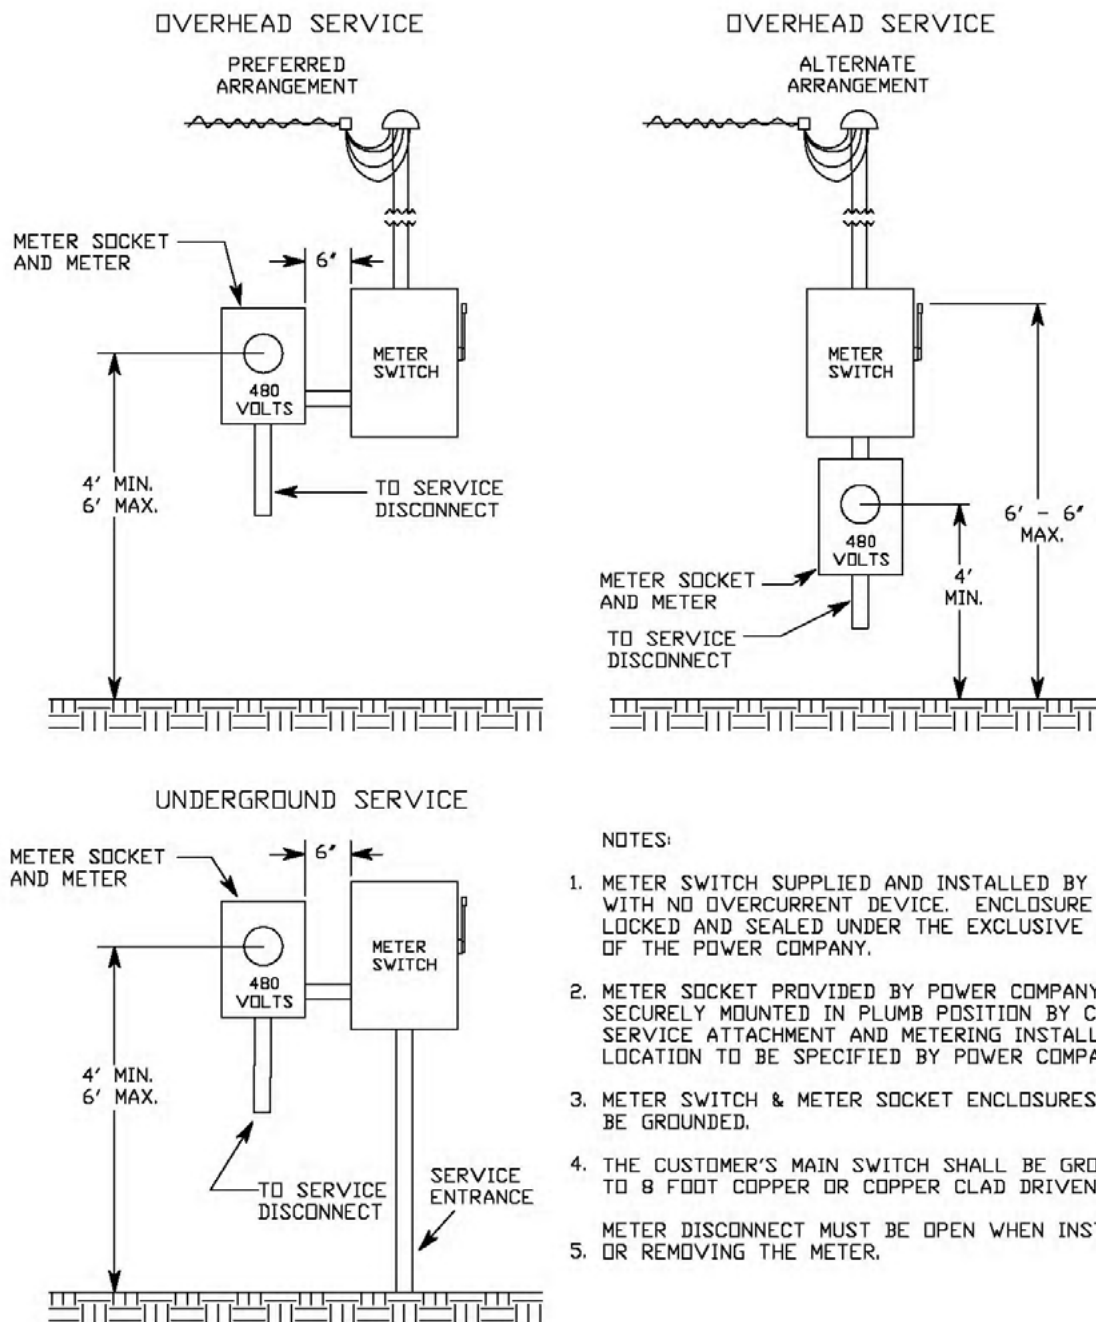 OVERHEAD SERVICE
PREFERRED
ARRANGEMENT
METER SOCKET
AND METER
6"
METER
SWITCH
480
VOLTS
4' MIN.
6' MAX.
TO SERVICE
DISCONNECT
OVERHEAD SERVICE
ALTERNATE
ARRANGEMENT
METER
SWITCH
480
VOLTS
6' - 6"
MAX.
4'
MIN.
METER SOCKET
AND METER
TO SERVICE
DISCONNECT
UNDERGROUND SERVICE
METER SOCKET
AND METER
6"
METER
SWITCH
480
VOLTS
4' MIN.
6' MAX.
TO SERVICE
DISCONNECT
SERVICE
ENTRANCE
NOTES:
1. METER SWITCH SUPPLIED AND INSTALLED BY
WITH NO OVERCURRENT DEVICE. ENCLOSURE
LOCKED AND SEALED UNDER THE EXCLUSIVE
OF THE POWER COMPANY.
2. METER SOCKET PROVIDED BY POWER COMPANY
SECURELY MOUNTED IN PLUMB POSITION BY
SERVICE ATTACHMENT AND METERING
LOCATION TO BE SPECIFIED BY POWER
3. METER SWITCH & METER SOCKET ENCLOSURES
BE GROUNDED.
4. THE CUSTOMER'S MAIN SWITCH SHALL BE
TO 8 FOOT COPPER OR COPPER CLAD DRIVEN
METER DISCONNECT MUST BE OPEN WHEN
5. OR REMOVING THE METER.